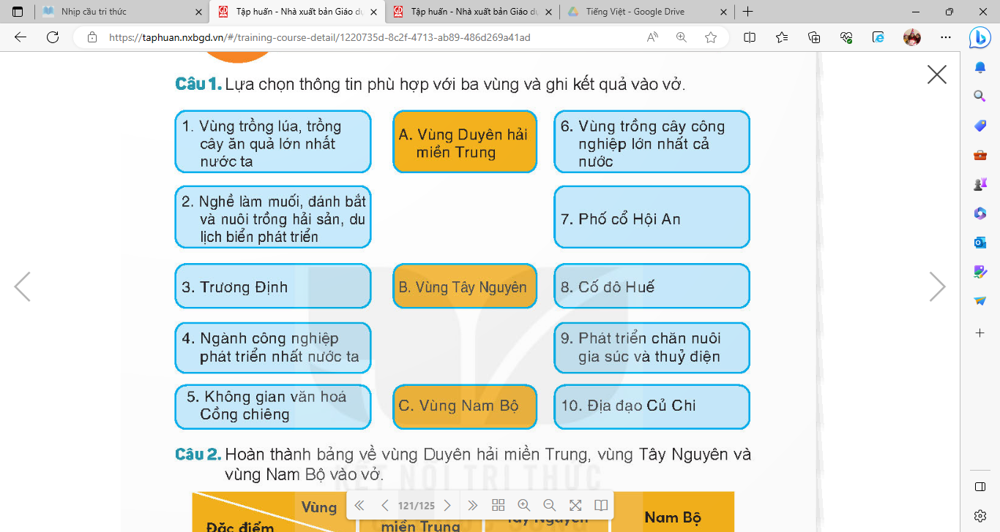 Nhịp cầu tri thức
Tập huấn - Nhà xuất bản Giáo dụ
Tập huấn - Nhà xuất bản Giáo dụ
Tiếng Việt - Google Drive
https://taphuan.nxbgd.vn/#/training-course-detail/1220735d-8c2f-4713-ab89-486d269a41ad
Câu 1. Lựa chọn thông tin phù hợp với ba vùng và ghi kết quả vào vở.
1. Vùng trồng lúa, trồng
cây ăn quả lớn nhất
nước ta
A. Vùng Duyên hải
miền Trung
6. Vùng trồng cây công
nghiệp lớn nhất cả
nước
2. Nghề làm muối, đánh bắt
và nuôi trồng hải sản, du
lịch biển phát triển
7. Phố cổ Hội An
3. Trương Định
B. Vùng Tây Nguyên
8. Cố đô Huế
4. Ngành công nghiệp
phát triển nhất nước ta
9. Phát triển chăn nuôi
gia súc và thuỷ điện
5. Không gian văn hoá
Cồng chiêng
C. Vùng Nam Bộ
10. Địa đạo Củ Chi
Câu 2. Hoàn thành bảng về vùng Duyên hải miền Trung, vùng Tây Nguyên và
vùng Nam Bộ vào vở.
KẾT NỐI TRI THỨC
Vùng
Đặc điểm
miền Trung
Tây Nguyên
Nam Bộ
121/125